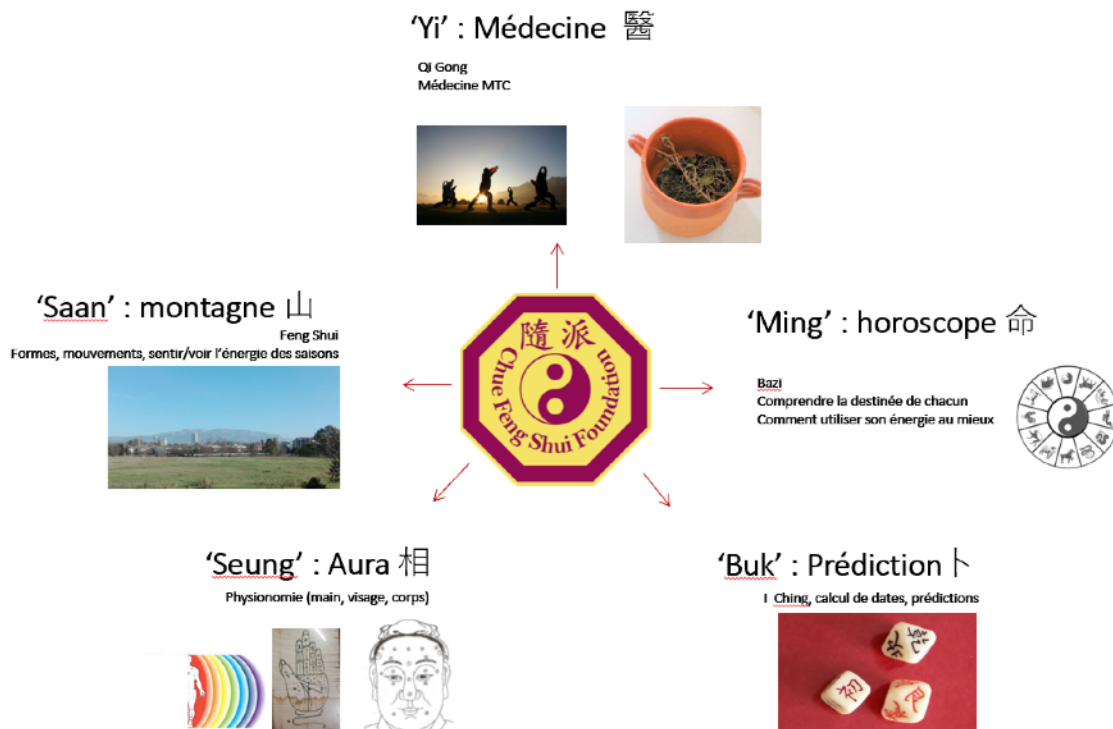 ‘Yi’ : Médecine 醫
Qi Gong
Médecine MTC
‘Saan’ : montagne 山
Feng Shui
Formes, mouvements, sentir/voir l’énergie des saisons
隨派
Chue Feng Shui Foundation
‘Ming’ : horoscope 命
Bazi
Comprendre la destinée de chacun
Comment utiliser son énergie au mieux
‘Seung’ : Aura 相
Physionomie (main, visage, corps)
‘Buk’ : Prédiction 卜
I Ching, calcul de dates, prédictions